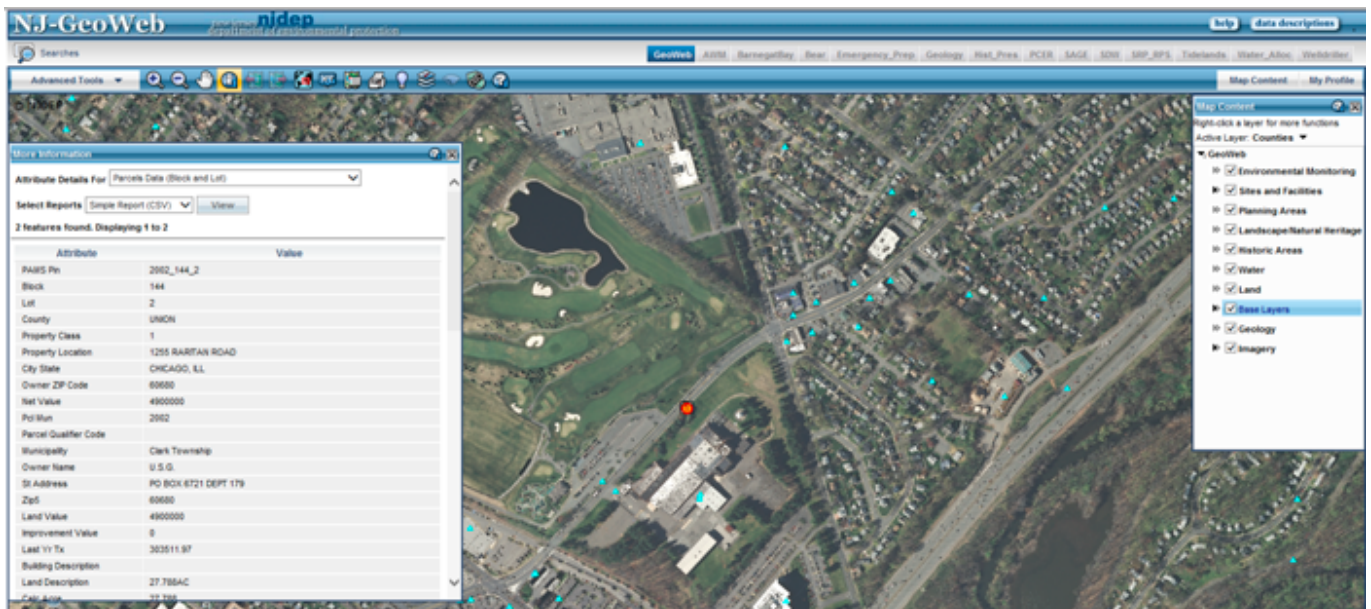 NJ-GeoWeb
njdep
department of environmental protection
help data descriptions
Searches
GeoWeb AWM BarnegatBay Bear Emergency_Prep Geology Hist_Pres PCER SAGE SDW SRP_RPS Tidelands Water_Alloc Welldriller
Advanced Tools
Map Content My Profile
More Information
Attribute Details For Parcels Data (Block and Lot)
Select Reports Simple Report (CSV) View
2 features found. Displaying 1 to 2
Attribute Value
PAMS Pin 2002_144_2
Block 144
Lot 2
County UNION
Property Class 1
Property Location 1255 RARITAN ROAD
City State CHICAGO, ILL
Owner ZIP Code 60680
Net Value 4900000
Pcl Mun 2002
Parcel Qualifier Code
Municipality Clark Township
Owner Name U.S.G.
St Address PO BOX 6721 DEPT 179
Zip5 60680
Land Value 4900000
Improvement Value 0
Last Yr Tx 303511.97
Building Description
Land Description 27.788AC
Calc Acre 27.788
Map Content
Right-click a layer for more functions
Active Layer: Counties
GeoWeb
Environmental Monitoring
Sites and Facilities
Planning Areas
Landscape/Natural Heritage
Historic Areas
Water
Land
Base Layers
Geology
Imagery